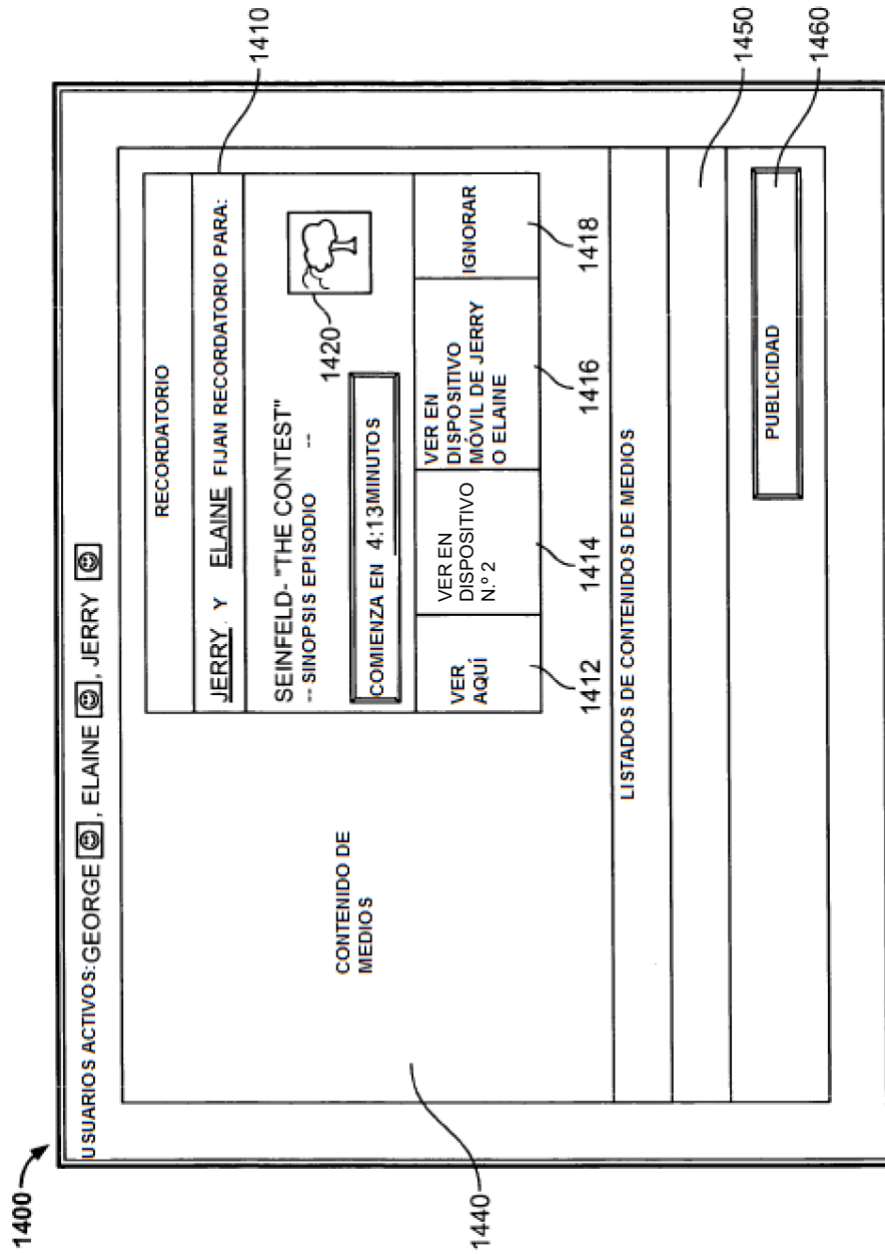 1400
USUARIOS ACTIVOS: GEORGE, ELAINE, JERRY
RECORDATORIO
1410
JERRY. Y ELAINE FIJAN RECORDATORIO PARA:
SEINFELD- "THE CONTEST"
-- SINOPSIS EPISODIO --
1420
COMIENZA EN 4:13MINUTOS
VER
AQUÍ
VER EN
DISPOSITIVO
N.º 2
VER EN
DISPOSITIVO
MÓVIL DE JERRY
O ELAINE
IGNORAR
1412
1414
1416
1418
CONTENIDO DE
MEDIOS
1440
LISTADOS DE CONTENIDOS DE MEDIOS
1450
PUBLICIDAD
1460